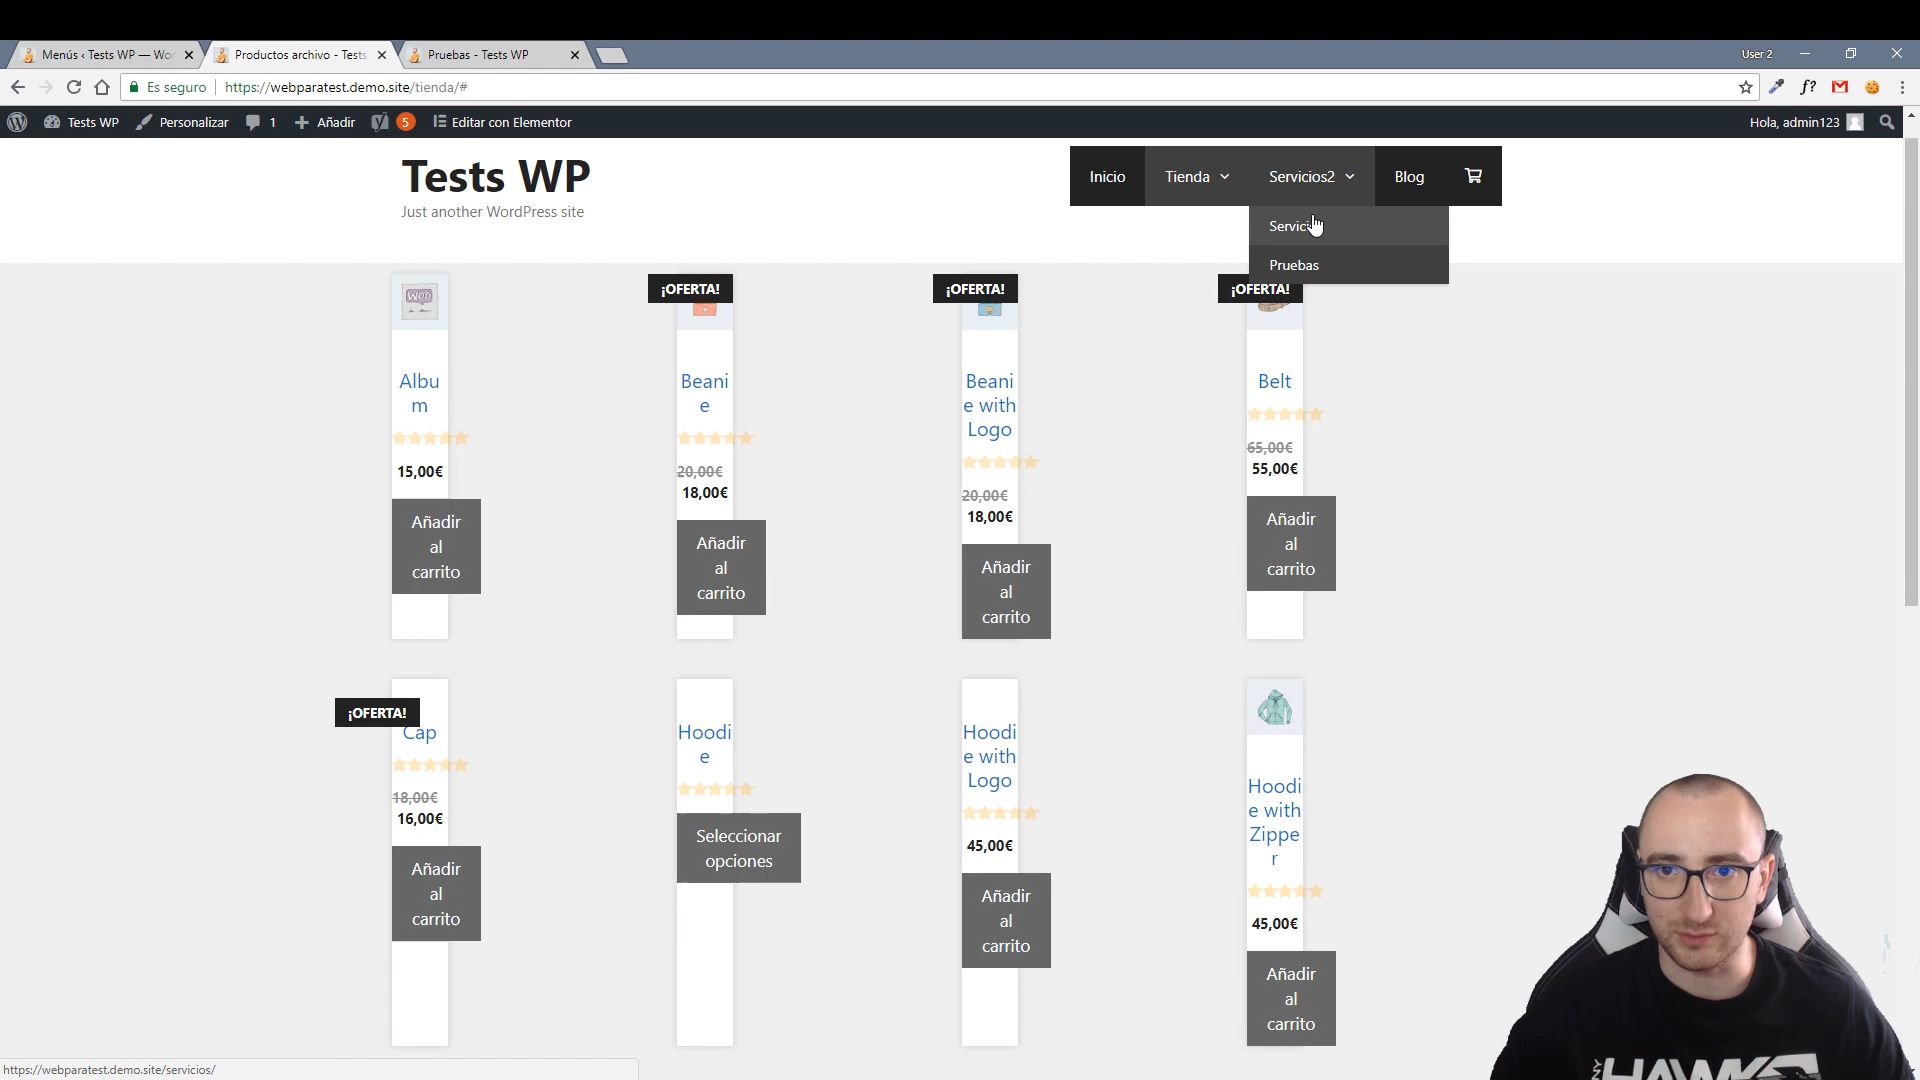 Menús ‹ Tests WP — Wor
Productos archivo - Tests
Pruebas - Tests WP
User 2
Es seguro
https://webparatest.demo.site/tienda/#
f?
Tests WP
Personalizar
1
Añadir
5
Editar con Elementor
Hola, admin123
Tests WP
Just another WordPress site
Inicio
Tienda
Servicios2
Blog
Pruebas
WOO
¡OFERTA!
¡OFERTA!
¡OFERTA!
Albu
m
15,00€
Añadir
al
carrito
Beani
e
20,00€
18,00€
Añadir
al
carrito
Beani
e with
Logo
20,00€
18,00€
Añadir
al
carrito
Belt
65,00€
55,00€
Añadir
al
carrito
¡OFERTA!
Cap
18,00€
16,00€
Añadir
al
carrito
Hoodi
e
Seleccionar
opciones
Hoodi
e with
Logo
45,00€
Añadir
al
carrito
Hoodi
e with
Zippe
r
45,00€
Añadir
al
carrito
https://webparatest.demo.site/servicios/
NY
HAWKS